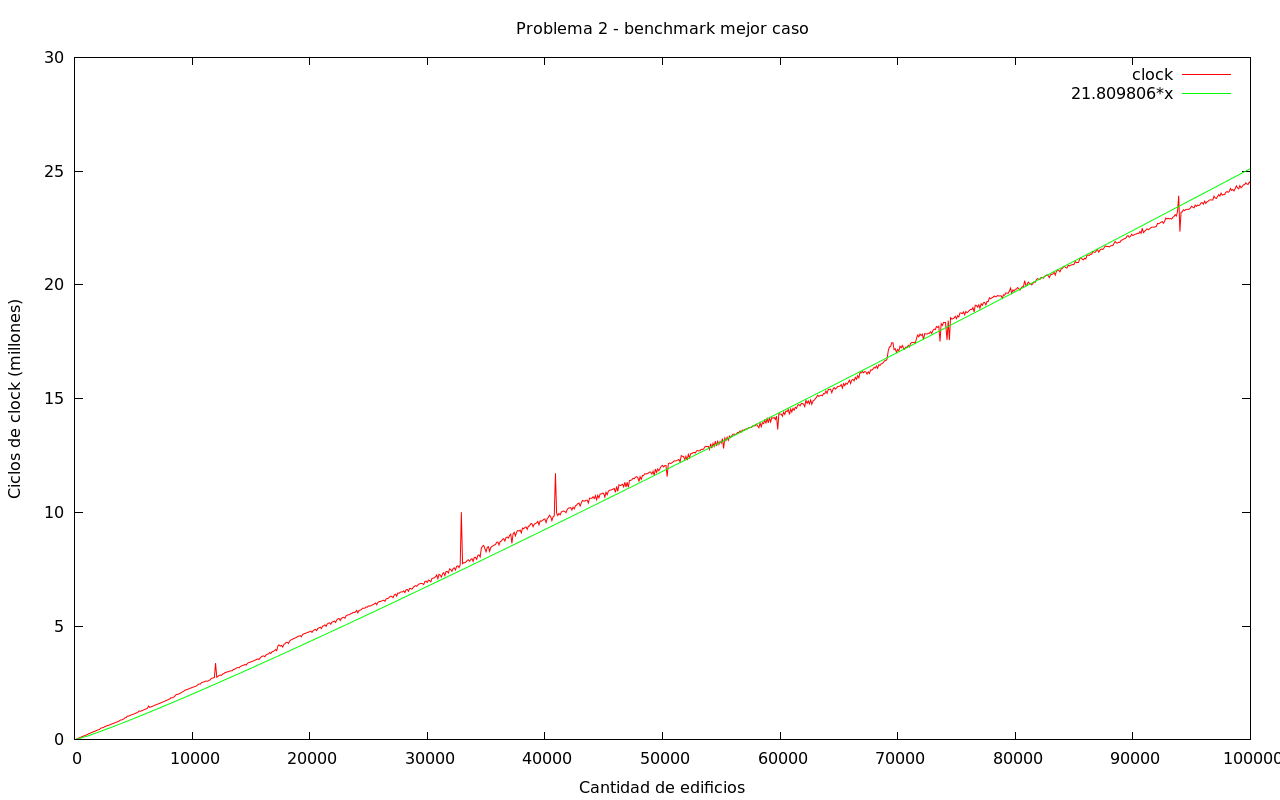 Problema 2 - benchmark mejor caso
clock
21.809806*x
30
25
20
15
10
5
0
Ciclos de clock (millones)
0 10000 20000 30000 40000 50000 60000 70000 80000 90000 100000
Cantidad de edificios